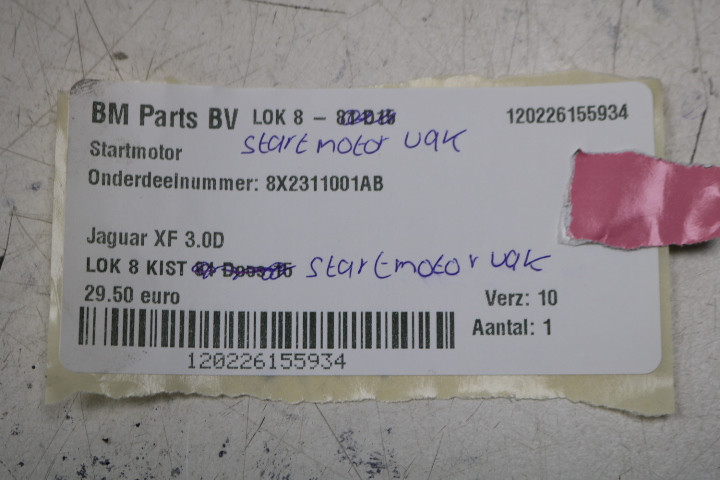 BM Parts BV LOK 8 - 120226155934
startmotor vak
Startmotor
Onderdeelnummer: 8X2311001AB
Jaguar XF 3.0D
LOK 8 KIST startmotor vak
29.50 euro Verz: 10
Aantal: 1
120226155934